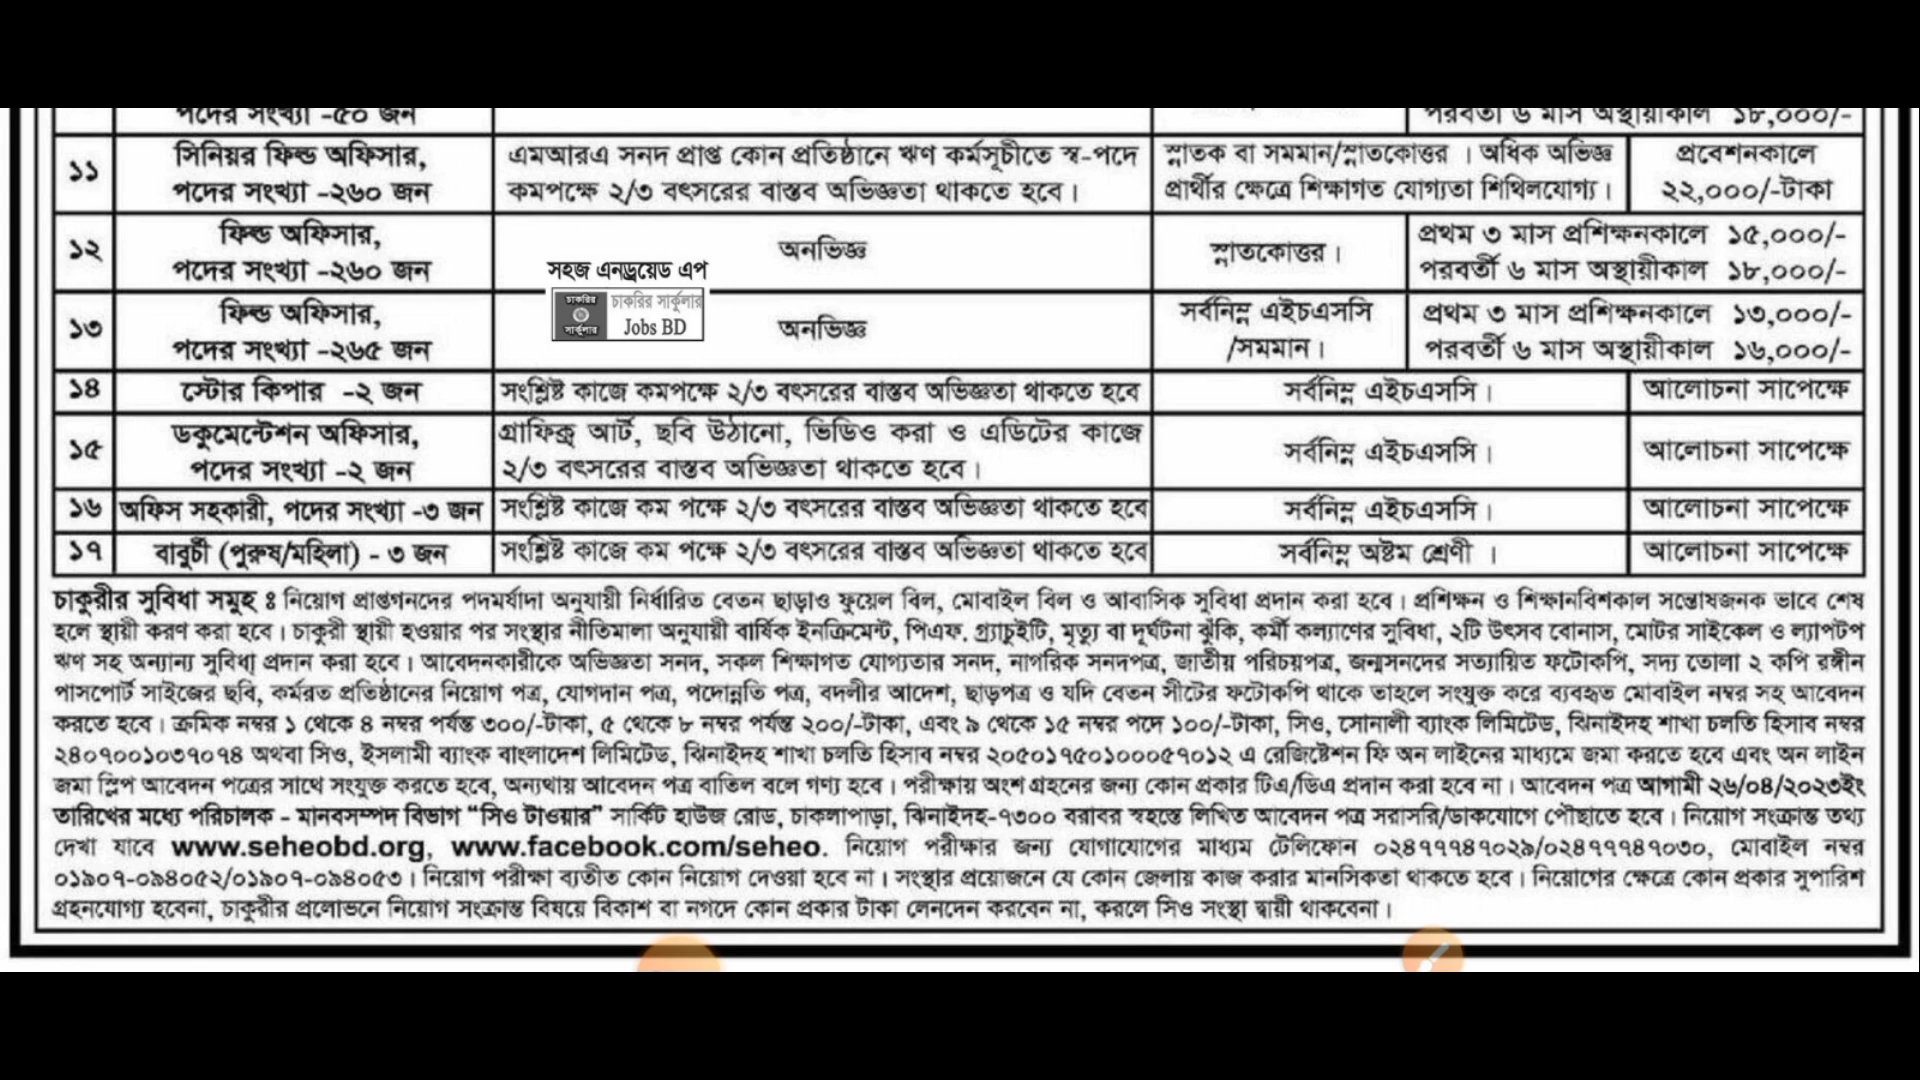 পদের সংখ্যা -৫০ জন
পরবর্তী ৬ মাস অস্থায়ীকাল ১৮,০০০/-
১১
সিনিয়র ফিল্ড অফিসার,
পদের সংখ্যা -২৬০ জন
এমআরএ সনদ প্রাপ্ত কোন প্রতিষ্ঠানে ঋণ কর্মসূচীতে স্ব-পদে
কমপক্ষে ২/৩ বৎসরের বাস্তব অভিজ্ঞতা থাকতে হবে।
স্নাতক বা সমমান/স্নাতকোত্তর । অধিক অভিজ্ঞ
প্রার্থীর ক্ষেত্রে শিক্ষাগত যোগ্যতা শিথিলযোগ্য।
প্রবেশনকালে
২২,০০০/-টাকা
১২
ফিল্ড অফিসার,
পদের সংখ্যা -২৬০ জন
অনভিজ্ঞ
স্নাতকোত্তর।
প্রথম ৩ মাস প্রশিক্ষনকালে ১৫,০০০/-
পরবর্তী ৬ মাস অস্থায়ীকাল ১৮,০০০/-
সহজ এনড্রয়েড এপ
চাকরির
সার্কুলার
চাকরির সার্কুলার
Jobs BD
১৩
ফিল্ড অফিসার,
পদের সংখ্যা -২৬৫ জন
অনভিজ্ঞ
সর্বনিম্ন এইচএসসি
/সমমান।
প্রথম ৩ মাস প্রশিক্ষনকালে ১৩,০০০/-
পরবর্তী ৬ মাস অস্থায়ীকাল ১৬,০০০/-
১৪
স্টোর কিপার -২ জন
সংশ্লিষ্ট কাজে কমপক্ষে ২/৩ বৎসরের বাস্তব অভিজ্ঞতা থাকতে হবে
সর্বনিম্ন এইচএসসি।
আলোচনা সাপেক্ষে
১৫
ডকুমেন্টেশন অফিসার,
পদের সংখ্যা -২ জন
গ্রাফিক্স আর্ট, ছবি উঠানো, ভিডিও করা ও এডিটের কাজে
২/৩ বৎসরের বাস্তব অভিজ্ঞতা থাকতে হবে।
সর্বনিম্ন এইচএসসি।
আলোচনা সাপেক্ষে
১৬
অফিস সহকারী, পদের সংখ্যা -৩ জন
সংশ্লিষ্ট কাজে কম পক্ষে ২/৩ বৎসরের বাস্তব অভিজ্ঞতা থাকতে হবে
সর্বনিম্ন এইচএসসি।
আলোচনা সাপেক্ষে
১৭
বাবুর্চী (পুরুষ/মহিলা) - ৩ জন
সংশ্লিষ্ট কাজে কম পক্ষে ২/৩ বৎসরের বাস্তব অভিজ্ঞতা থাকতে হবে
সর্বনিম্ন অষ্টম শ্রেণী ।
আলোচনা সাপেক্ষে
চাকুরীর সুবিধা সমুহ ঃ নিয়োগ প্রাপ্তগনদের পদমর্যাদা অনুযায়ী নির্ধারিত বেতন ছাড়াও ফুয়েল বিল, মোবাইল বিল ও আবাসিক সুবিধা প্রদান করা হবে। প্রশিক্ষন ও শিক্ষানবিশকাল সন্তোষজনক ভাবে শেষ
হলে স্থায়ী করণ করা হবে। চাকুরী স্থায়ী হওয়ার পর সংস্থার নীতিমালা অনুযায়ী বার্ষিক ইনক্রিমেন্ট, পিএফ. গ্র্যাচুইটি, মৃত্যু বা দূর্ঘটনা ঝুঁকি, কর্মী কল্যাণের সুবিধা, ২টি উৎসব বোনাস, মোটর সাইকেল ও ল্যাপটপ
ঋণ সহ অন্যান্য সুবিধা প্রদান করা হবে। আবেদনকারীকে অভিজ্ঞতা সনদ, সকল শিক্ষাগত যোগ্যতার সনদ, নাগরিক সনদপত্র, জাতীয় পরিচয়পত্র, জন্মসনদের সত্যায়িত ফটোকপি, সদ্য তোলা ২ কপি রঙ্গীন
পাসপোর্ট সাইজের ছবি, কর্মরত প্রতিষ্ঠানের নিয়োগ পত্র, যোগদান পত্র, পদোন্নতি পত্র, বদলীর আদেশ, ছাড়পত্র ও যদি বেতন সীটের ফটোকপি থাকে তাহলে সংযুক্ত করে ব্যবহৃত মোবাইল নম্বর সহ আবেদন
করতে হবে। ক্রমিক নম্বর ১ থেকে ৪ নম্বর পর্যন্ত ৩০০/-টাকা, ৫ থেকে ৮ নম্বর পর্যন্ত ২০০/-টাকা, এবং ৯ থেকে ১৫ নম্বর পদে ১০০/-টাকা, সিও, সোনালী ব্যাংক লিমিটেড, ঝিনাইদহ শাখা চলতি হিসাব নম্বর
২৪০৭০০১০৩৭০৭৪ অথবা সিও, ইসলামী ব্যাংক বাংলাদেশ লিমিটেড, ঝিনাইদহ শাখা চলতি হিসাব নম্বর ২০৫০১৭৫০১০০০৫৭০১২ এ রেজিষ্টেশন ফি অন লাইনের মাধ্যমে জমা করতে হবে এবং অন লাইন
জমা স্লিপ আবেদন পত্রের সাথে সংযুক্ত করতে হবে, অন্যথায় আবেদন পত্র বাতিল বলে গণ্য হবে। পরীক্ষায় অংশ গ্রহনের জন্য কোন প্রকার টিএ/ডিএ প্রদান করা হবে না। আবেদন পত্র আগামী ২৬/০৪/২০২৩ইং
তারিখের মধ্যে পরিচালক - মানবসম্পদ বিভাগ “সিও টাওয়ার” সার্কিট হাউজ রোড, চাকলাপাড়া, ঝিনাইদহ-৭৩০০ বরাবর স্বহস্তে লিখিত আবেদন পত্র সরাসরি/ডাকযোগে পৌছাতে হবে। নিয়োগ সংক্রান্ত তথ্য
দেখা যাবে www.seheobd.org, www.facebook.com/seheo. নিয়োগ পরীক্ষার জন্য যোগাযোগের মাধ্যম টেলিফোন ০২৪৭৭৭৪৭০২৯/০২৪৭৭৭৪৭০৩০, মোবাইল নম্বর
০১৯০৭-০৯৪০৫২/০১৯০৭-০৯৪০৫৩। নিয়োগ পরীক্ষা ব্যতীত কোন নিয়োগ দেওয়া হবে না। সংস্থার প্রয়োজনে যে কোন জেলায় কাজ করার মানসিকতা থাকতে হবে। নিয়োগের ক্ষেত্রে কোন প্রকার সুপারিশ
গ্রহনযোগ্য হবেনা, চাকুরীর প্রলোভনে নিয়োগ সংক্রান্ত বিষয়ে বিকাশ বা নগদে কোন প্রকার টাকা লেনদেন করবেন না, করলে সিও সংস্থা দ্বায়ী থাকবেনা।